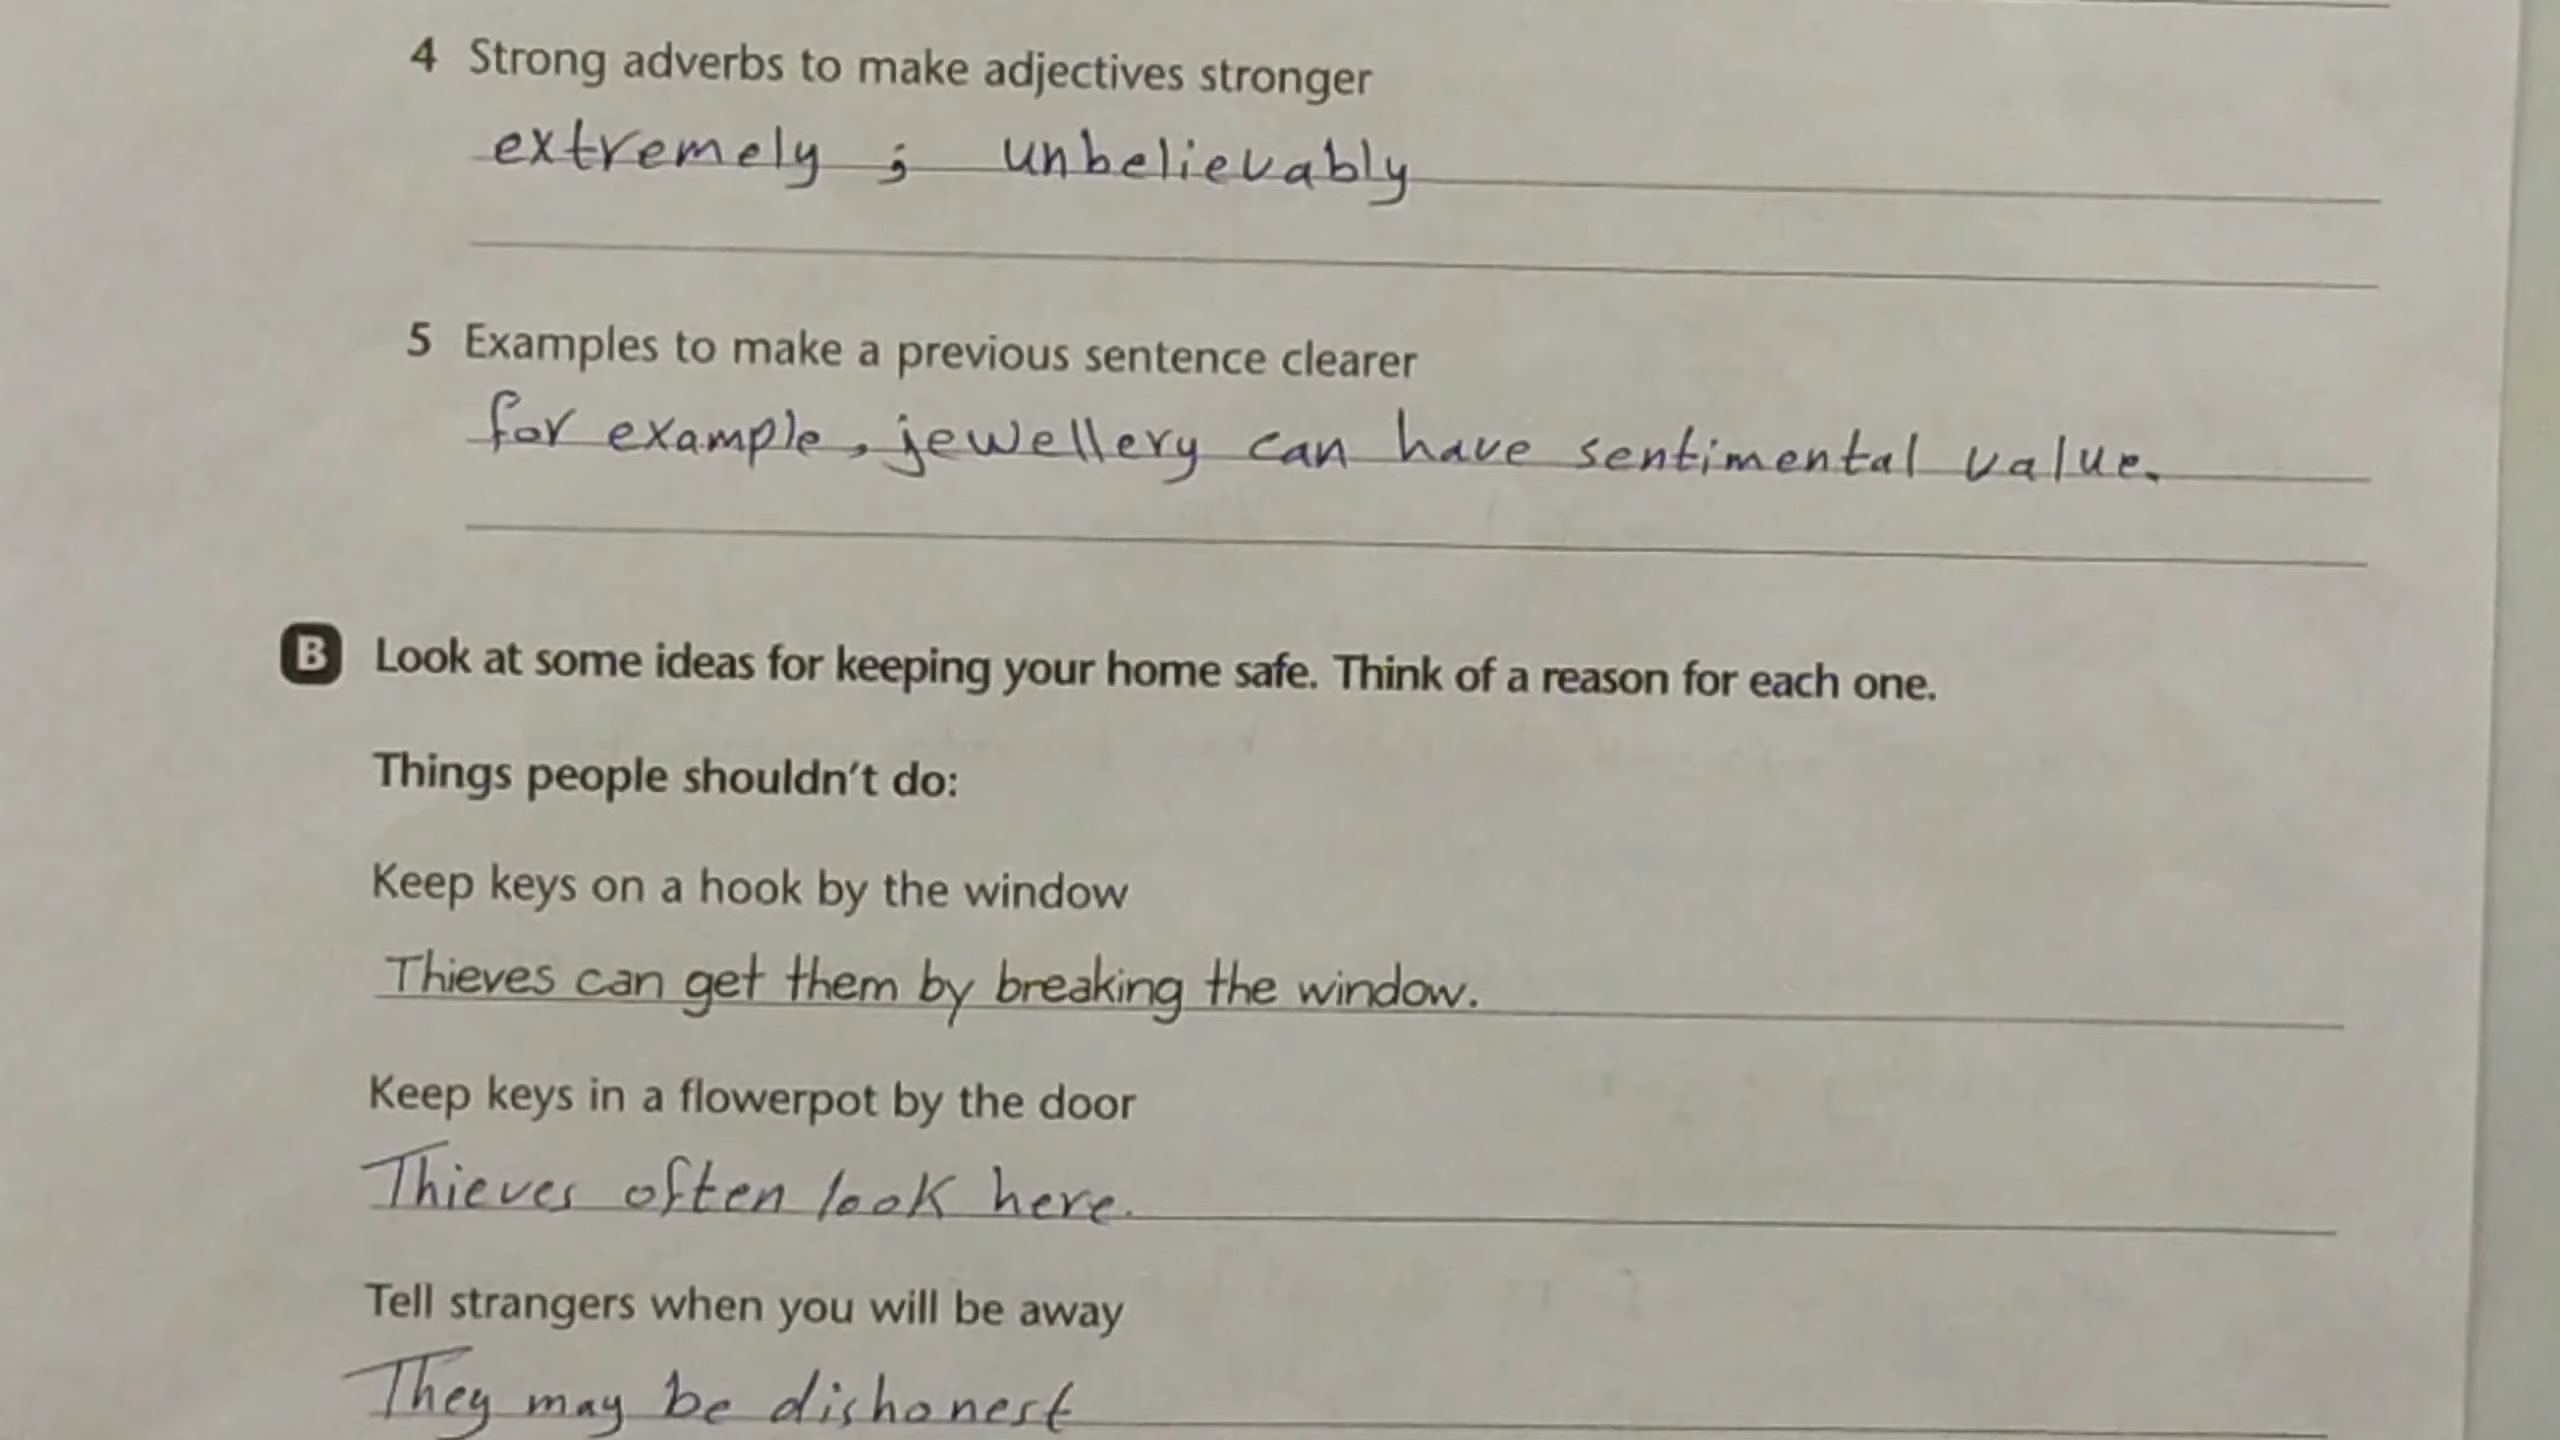 4 Strong adverbs to make adjectives stronger
extremely ; unbelievably
5 Examples to make a previous sentence clearer
for example, jewellery can have sentimental value.
B Look at some ideas for keeping your home safe. Think of a reason for each one.
Things people shouldn't do:
Keep keys on a hook by the window
Thieves can get them by breaking the window.
Keep keys in a flowerpot by the door
Thieves often look here.
Tell strangers when you will be away
They may be dishonest